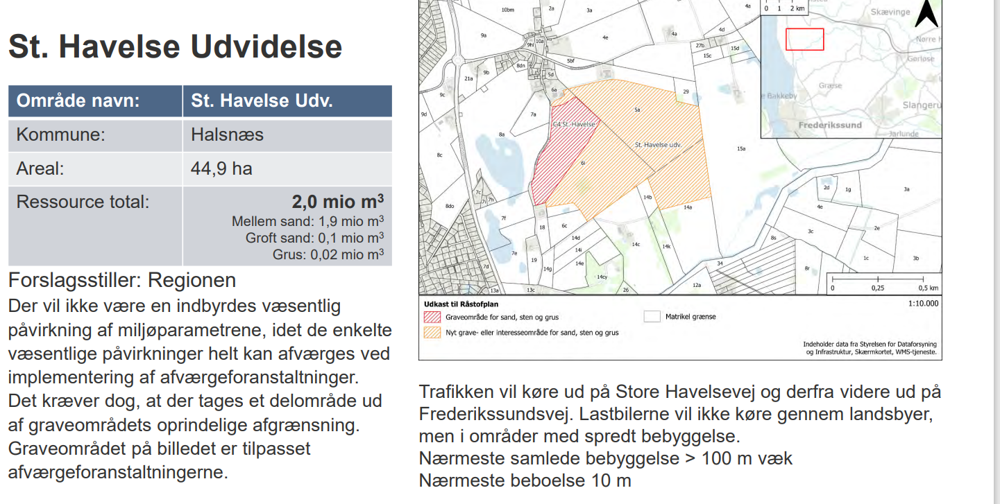 St. Havelse Udvidelse
Område navn: St. Havelse Udv.
Kommune: Halsnæs
Areal: 44,9 ha
Ressource total: 2,0 mio m³
Mellem sand: 1,9 mio m³
Groft sand: 0,1 mio m³
Grus: 0,02 mio m³
Forslagsstiller: Regionen
Der vil ikke være en indbyrdes væsentlig
påvirkning af miljøparametrene, idet de enkelte
væsentlige påvirkninger helt kan afværges ved
implementering af afværgeforanstaltninger.
Det kræver dog, at der tages et delområde ud
af graveområdets oprindelige afgrænsning.
Graveområdet på billedet er tilpasset
afværgeforanstaltningerne.
10bm
2a
3a
4a
0 1 2 km
Skævinge
Nørre H
Gørløse
Græse
e Bakkeby
Slangeru
Frederikssund
Jørlunde
9a
10a
9hl
4e
4a
4d
27b
15d
15c
5bf
8dn
9b
5d
21a
6a
9c
29
9d
7a
5a
C4 St. Havelse
8a
St. Havelse udv.
15a
8c
6i
2d
1g
3a
7c
7i
7h
14b
14a
4e
8do
7f
18
6c
2e
3c
14d
14c
14k
8s
14i
7e
19
14e
34
1c
3b
7d
14g
8r
14cy
13a
13c
26
12a
0 0,25 0,5 km
Udkast til Råstofplan
1:10.000
Graveområde for sand, sten og grus
Matrikel grænse
Nyt grave- eller interesseområde for sand, sten og grus
Indeholder data fra Styrelsen for Dataforsyning
og Infrastruktur, Skærmkortet, WMS-tjeneste.
Trafikken vil køre ud på Store Havelsevej og derfra videre ud på
Frederikssundsvej. Lastbilerne vil ikke køre gennem landsbyer,
men i områder med spredt bebyggelse.
Nærmeste samlede bebyggelse > 100 m væk
Nærmeste beboelse 10 m